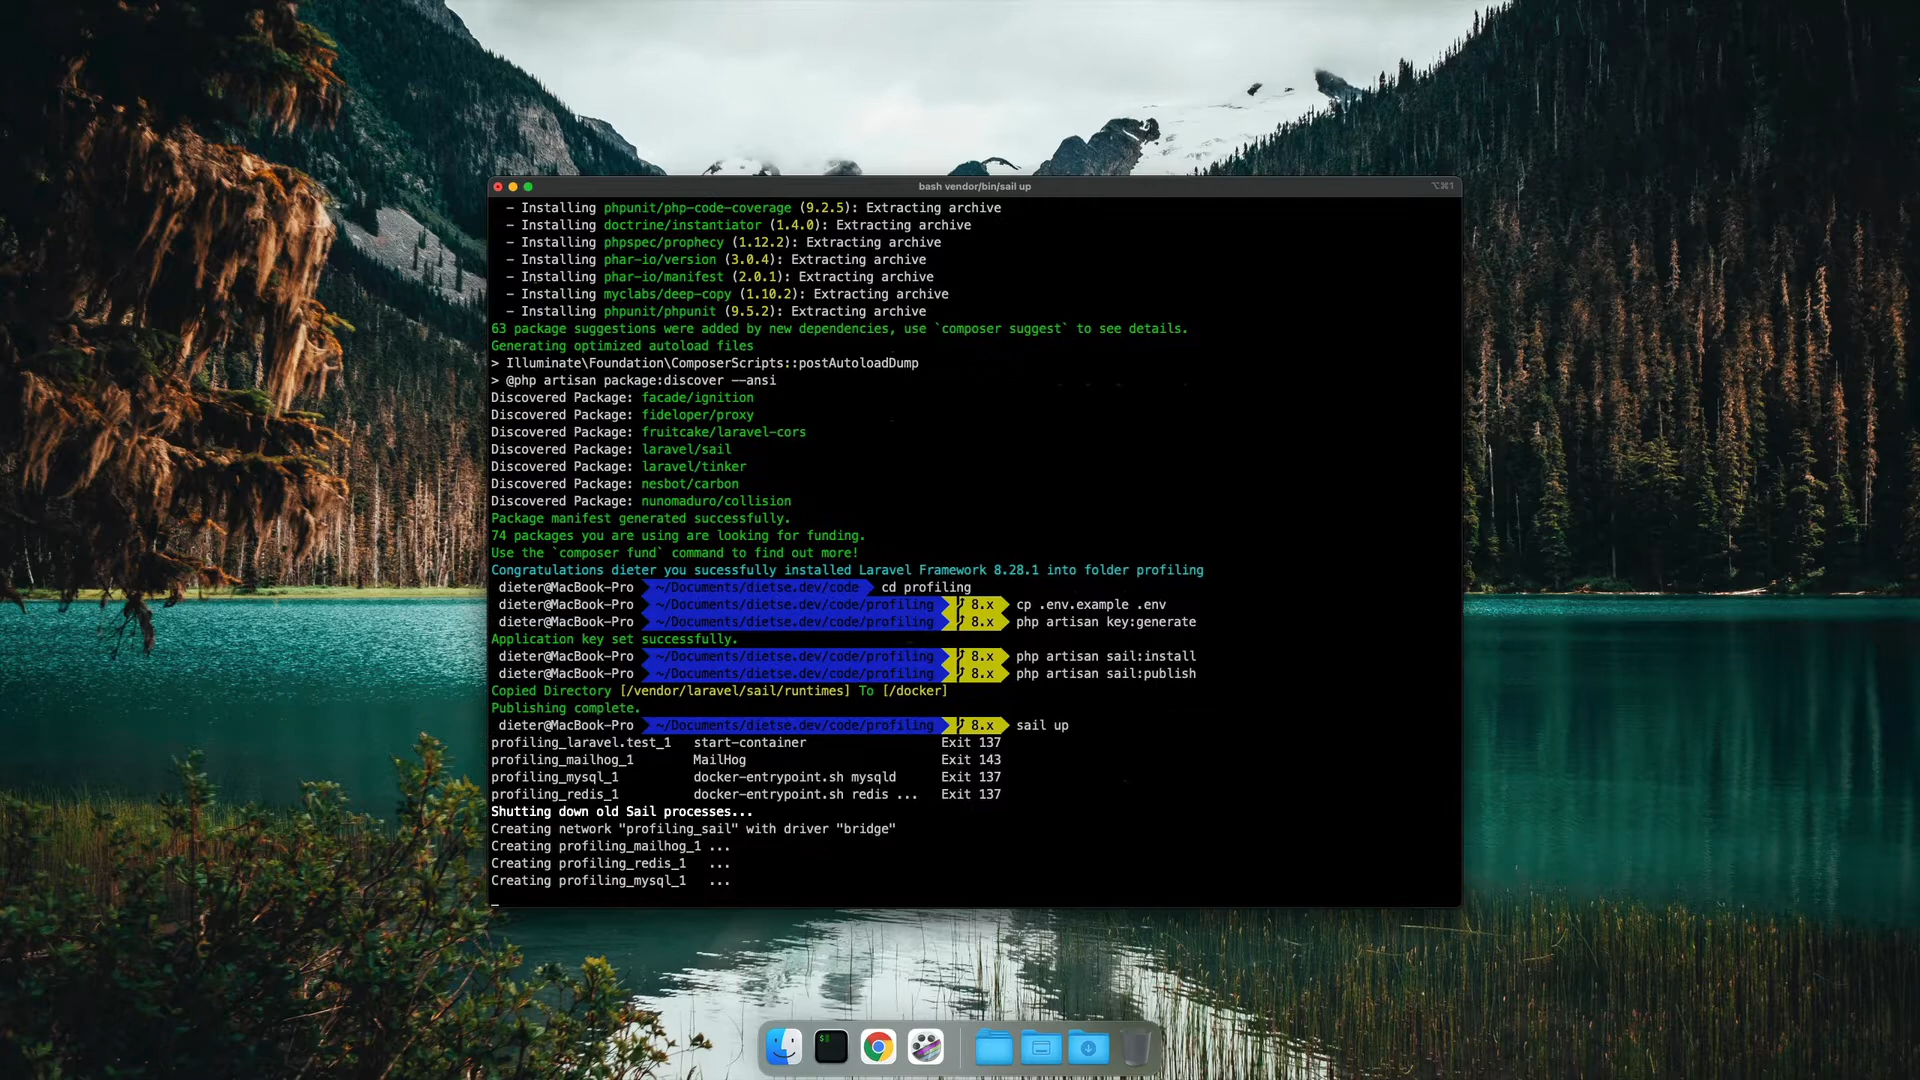 bash vendor/bin/sail up
⌥⌘1
– Installing phpunit/php-code-coverage (9.2.5): Extracting archive
– Installing doctrine/instantiator (1.4.0): Extracting archive
– Installing phpspec/prophecy (1.12.2): Extracting archive
– Installing phar-io/version (3.0.4): Extracting archive
– Installing phar-io/manifest (2.0.1): Extracting archive
– Installing myclabs/deep-copy (1.10.2): Extracting archive
– Installing phpunit/phpunit (9.5.2): Extracting archive
63 package suggestions were added by new dependencies, use `composer suggest` to see details.
Generating optimized autoload files
> Illuminate\Foundation\ComposerScripts::postAutoloadDump
> @php artisan package:discover --ansi
Discovered Package: facade/ignition
Discovered Package: fideloper/proxy
Discovered Package: fruitcake/laravel-cors
Discovered Package: laravel/sail
Discovered Package: laravel/tinker
Discovered Package: nesbot/carbon
Discovered Package: nunomaduro/collision
Package manifest generated successfully.
74 packages you are using are looking for funding.
Use the `composer fund` command to find out more!
Congratulations dieter you sucessfully installed Laravel Framework 8.28.1 into folder profiling
dieter@MacBook-Pro ~/Documents/dietse.dev/code cd profiling
dieter@MacBook-Pro ~/Documents/dietse.dev/code/profiling 8.x cp .env.example .env
dieter@MacBook-Pro ~/Documents/dietse.dev/code/profiling 8.x php artisan key:generate
Application key set successfully.
dieter@MacBook-Pro ~/Documents/dietse.dev/code/profiling 8.x php artisan sail:install
dieter@MacBook-Pro ~/Documents/dietse.dev/code/profiling 8.x php artisan sail:publish
Copied Directory [/vendor/laravel/sail/runtimes] To [/docker]
Publishing complete.
dieter@MacBook-Pro ~/Documents/dietse.dev/code/profiling 8.x sail up
profiling_laravel.test_1 start-container Exit 137
profiling_mailhog_1 MailHog Exit 143
profiling_mysql_1 docker-entrypoint.sh mysqld Exit 137
profiling_redis_1 docker-entrypoint.sh redis ... Exit 137
Shutting down old Sail processes...
Creating network "profiling_sail" with driver "bridge"
Creating profiling_mailhog_1 ...
Creating profiling_redis_1 ...
Creating profiling_mysql_1 ...